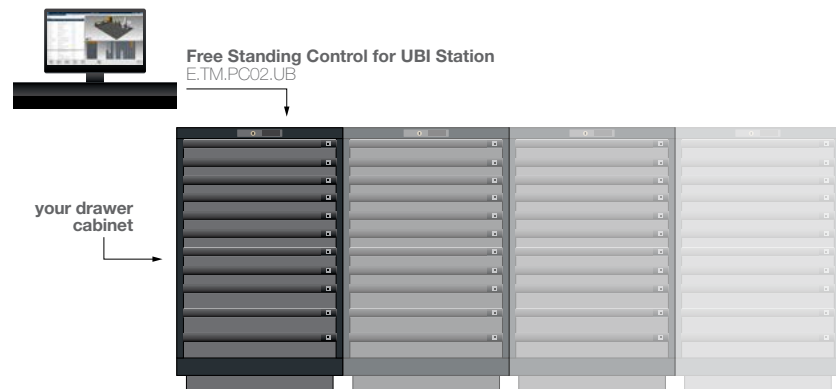 Free Standing Control for UBI Station
E.TM.PC02.UB
your drawer
cabinet